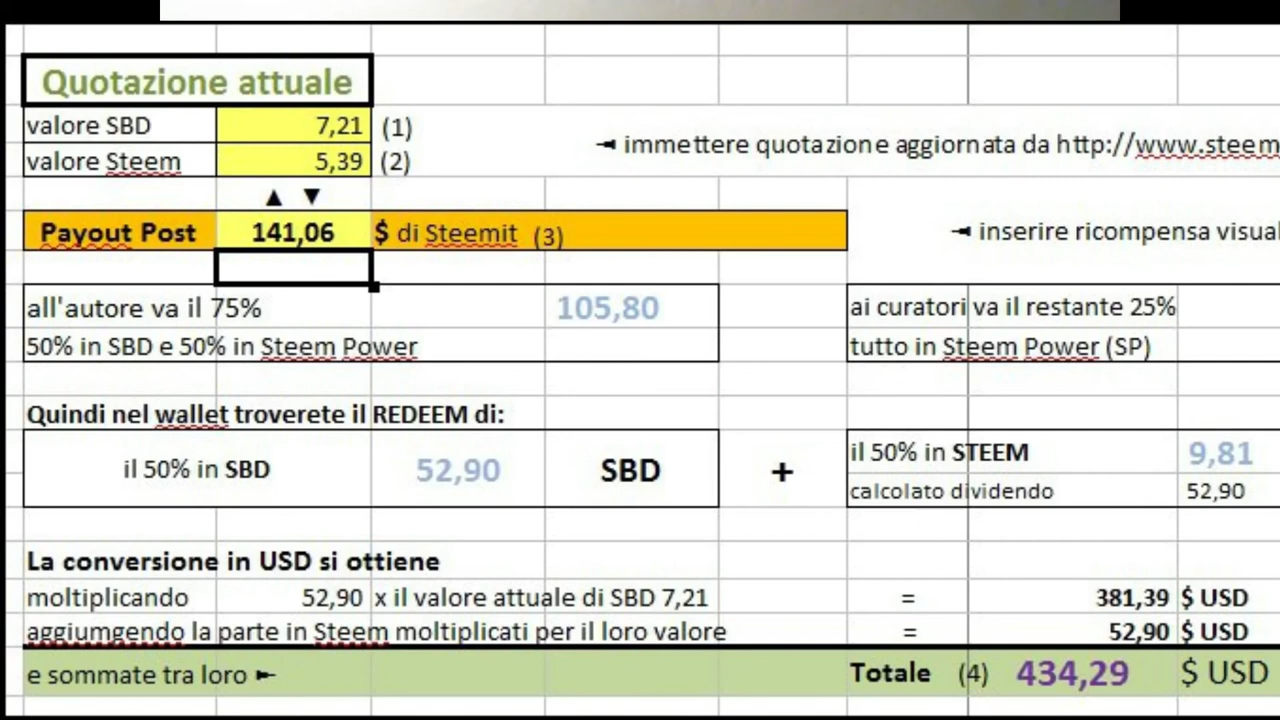 Quotazione attuale
valore SBD 7,21 (1)
◄ immettere quotazione aggiornata da http://www.steem
valore Steem 5,39 (2)
▲ ▼
Payout Post 141,06 $ di Steemit (3)
◄ inserire ricompensa visual
all'autore va il 75% 105,80
50% in SBD e 50% in Steem Power
ai curatori va il restante 25%
tutto in Steem Power (SP)
Quindi nel wallet troverete il REDEEM di:
il 50% in SBD 52,90 SBD +
il 50% in STEEM 9,81
calcolato dividendo 52,90
La conversione in USD si ottiene
moltiplicando 52,90 x il valore attuale di SBD 7,21 = 381,39 $ USD
aggiumgendo la parte in Steem moltiplicati per il loro valore = 52,90 $ USD
e sommate tra loro ► Totale (4) 434,29 $ USD